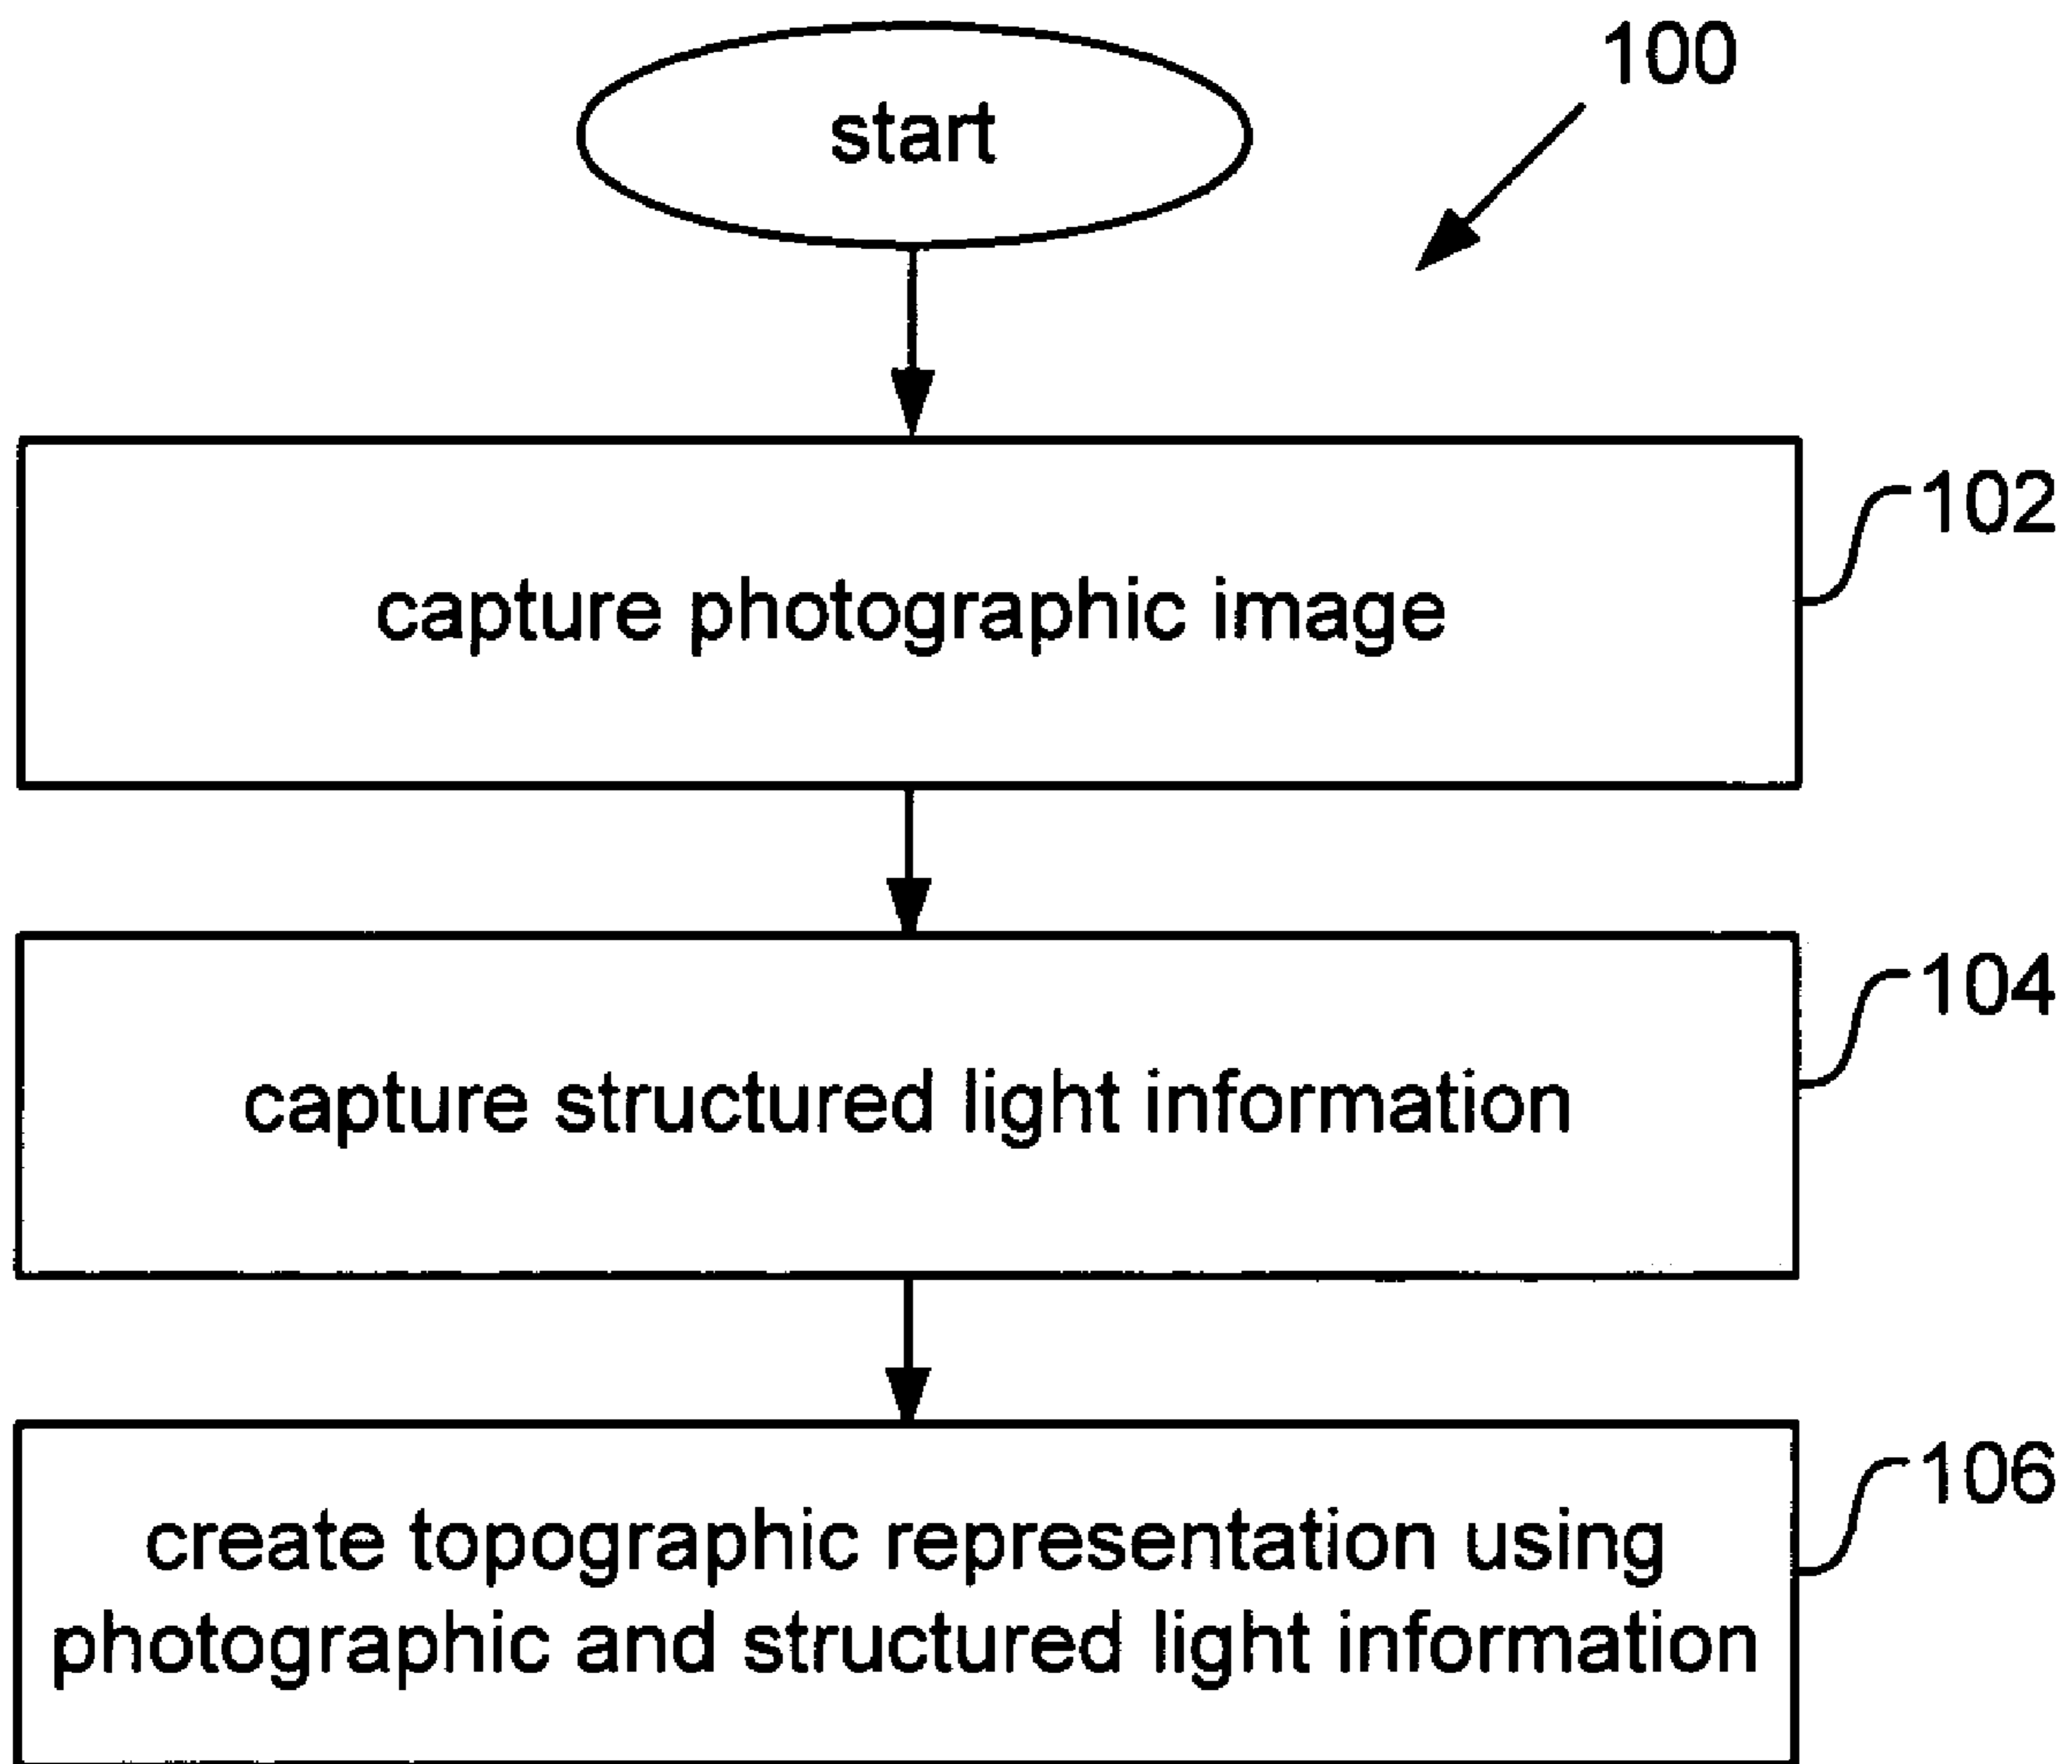 start
100
capture photographic image
102
capture structured light information
104
create topographic representation using
photographic and structured light information
106